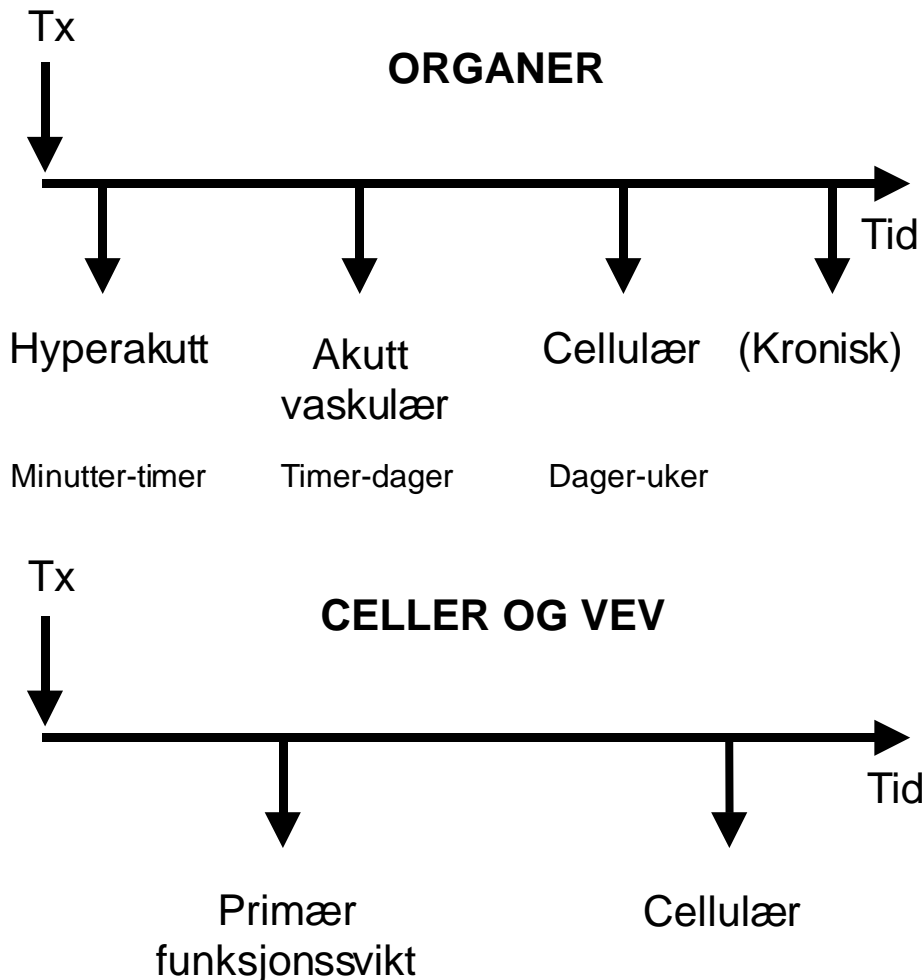 Tx
ORGANER
Tid
Hyperakutt
Akutt
vaskulær
Cellulær
(Kronisk)
Minutter-timer
Timer-dager
Dager-uker
Tx
CELLER OG VEV
Tid
Primær
funksjonssvikt
Cellulær